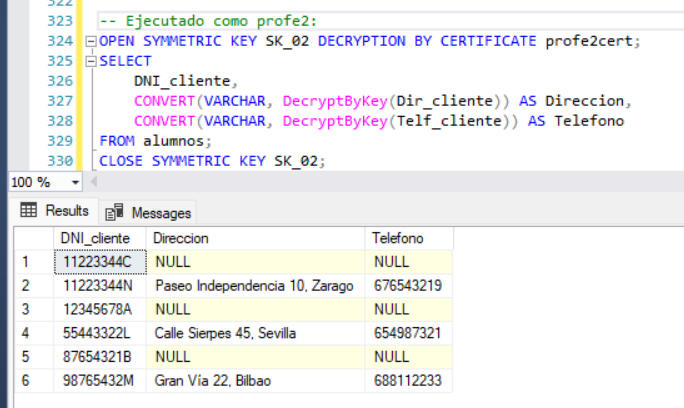 322
323 -- Ejecutado como profe2:
324 OPEN SYMMETRIC KEY SK_02 DECRYPTION BY CERTIFICATE profe2cert;
325 SELECT
326 DNI_cliente,
327 CONVERT(VARCHAR, DecryptByKey(Dir_cliente)) AS Direccion,
328 CONVERT(VARCHAR, DecryptByKey(Telf_cliente)) AS Telefono
329 FROM alumnos;
330 CLOSE SYMMETRIC KEY SK_02;
100 %
Results Messages
DNI_cliente Direccion Telefono
1 11223344C NULL NULL
2 11223344N Paseo Independencia 10, Zarago 676543219
3 12345678A NULL NULL
4 55443322L Calle Sierpes 45, Sevilla 654987321
5 87654321B NULL NULL
6 98765432M Gran Vía 22, Bilbao 688112233